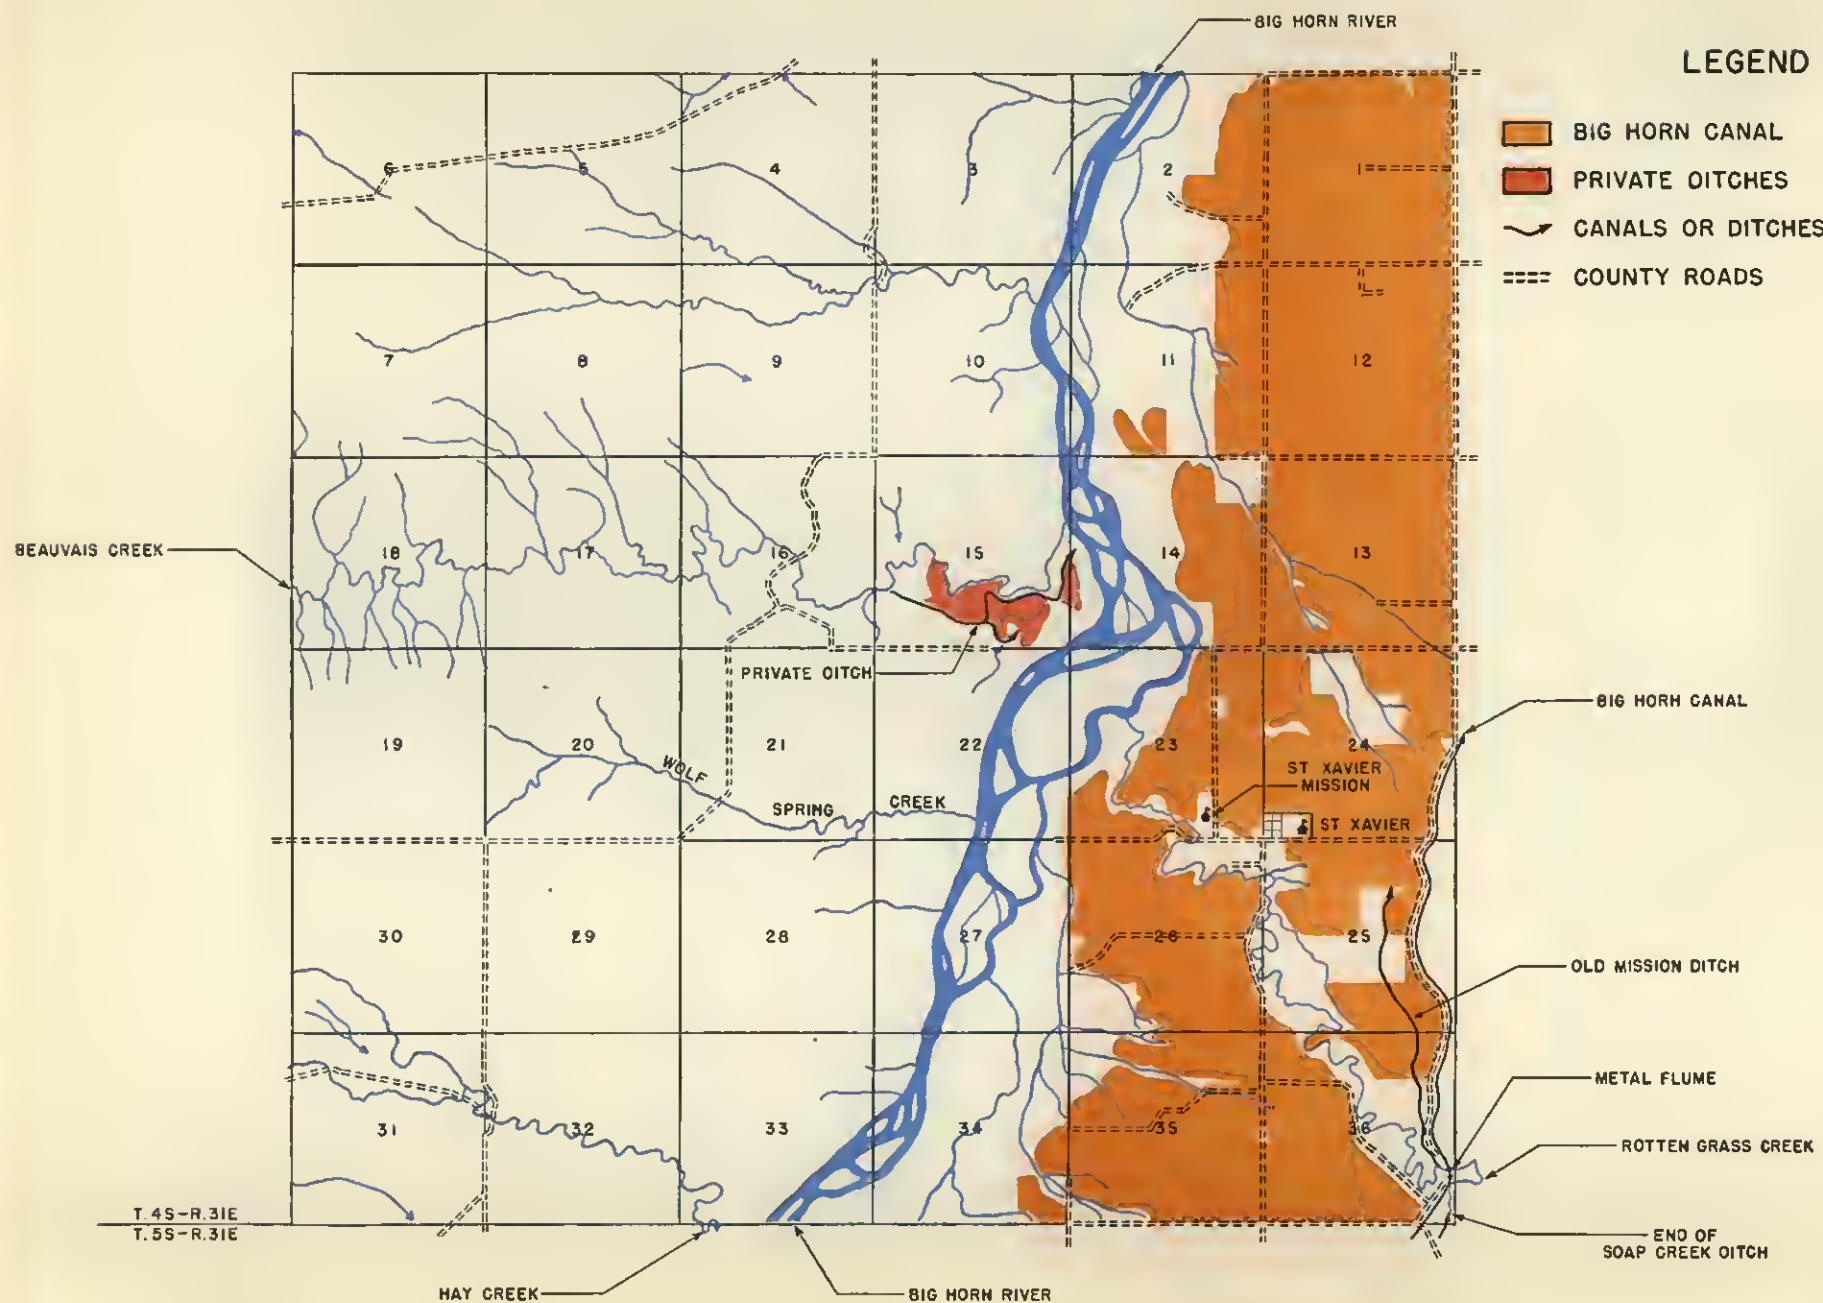 BIG HORN RIVER
LEGEND
BIG HORN CANAL
PRIVATE OITCHES
CANALS OR DITCHES
COUNTY ROADS
6 5 4 3 2 1
7 8 9 10 11 12
18 17 16 15 14 13
BEAUVAIS CREEK
PRIVATE OITCH
BIG HORH CANAL
19 20 21 22 23 24
WOLF SPRING CREEK
ST XAVIER
MISSION
ST XAVIER
30 29 28 27 26 25
OLD MISSION DITCH
METAL FLUME
31 32 33 34 35 36
ROTTEN GRASS CREEK
T.4S-R.31E
T.5S-R.31E
END OF
SOAP CREEK OITCH
HAY CREEK
BIG HORN RIVER